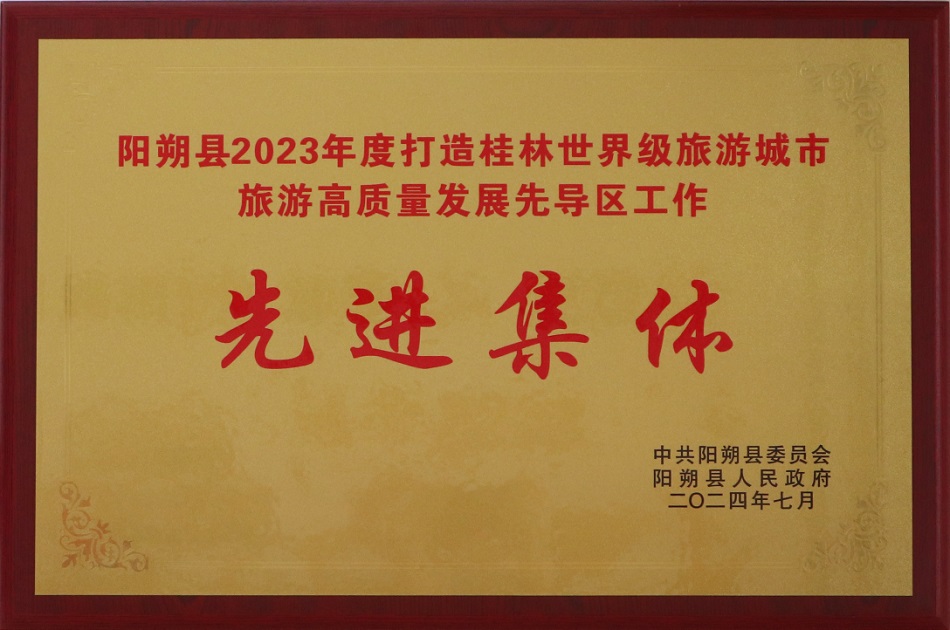 阳朔县2023年度打造桂林世界级旅游城市
旅游高质量发展先导区工作
先进集体
中共阳朔县委员会
阳朔县人民政府
二〇二四年七月